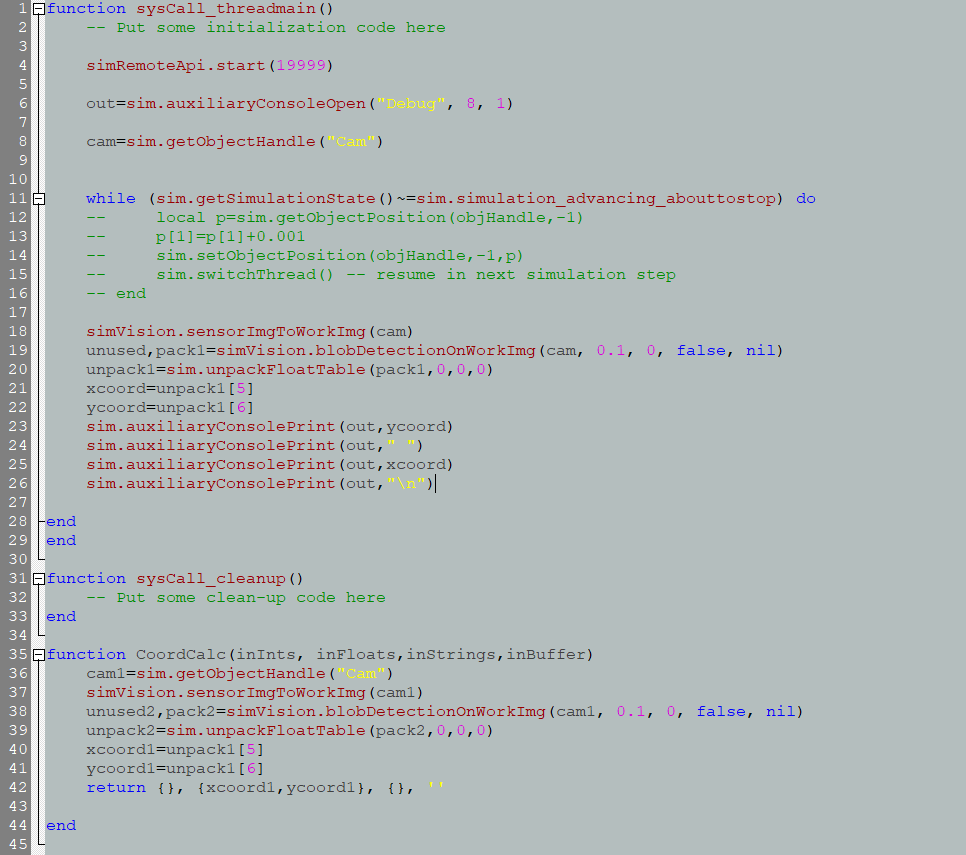 1 function sysCall_threadmain()
2 -- Put some initialization code here
3
4 simRemoteApi.start(19999)
5
6 out=sim.auxiliaryConsoleOpen("Debug", 8, 1)
7
8 cam=sim.getObjectHandle("Cam")
9
10
11 while (sim.getSimulationState()~=sim.simulation_advancing_abouttostop) do
12 -- local p=sim.getObjectPosition(objHandle,-1)
13 -- p[1]=p[1]+0.001
14 -- sim.setObjectPosition(objHandle,-1,p)
15 -- sim.switchThread() -- resume in next simulation step
16 -- end
17
18 simVision.sensorImgToWorkImg(cam)
19 unused,pack1=simVision.blobDetectionOnWorkImg(cam, 0.1, 0, false, nil)
20 unpack1=sim.unpackFloatTable(pack1,0,0,0)
21 xcoord=unpack1[5]
22 ycoord=unpack1[6]
23 sim.auxiliaryConsolePrint(out,ycoord)
24 sim.auxiliaryConsolePrint(out," ")
25 sim.auxiliaryConsolePrint(out,xcoord)
26 sim.auxiliaryConsolePrint(out,"\n")
27
28 end
29 end
30
31 function sysCall_cleanup()
32 -- Put some clean-up code here
33 end
34
35 function CoordCalc(inInts, inFloats,inStrings,inBuffer)
36 cam1=sim.getObjectHandle("Cam")
37 simVision.sensorImgToWorkImg(cam1)
38 unused2,pack2=simVision.blobDetectionOnWorkImg(cam1, 0.1, 0, false, nil)
39 unpack2=sim.unpackFloatTable(pack2,0,0,0)
40 xcoord1=unpack1[5]
41 ycoord1=unpack1[6]
42 return {}, {xcoord1,ycoord1}, {}, ''
43
44 end
45